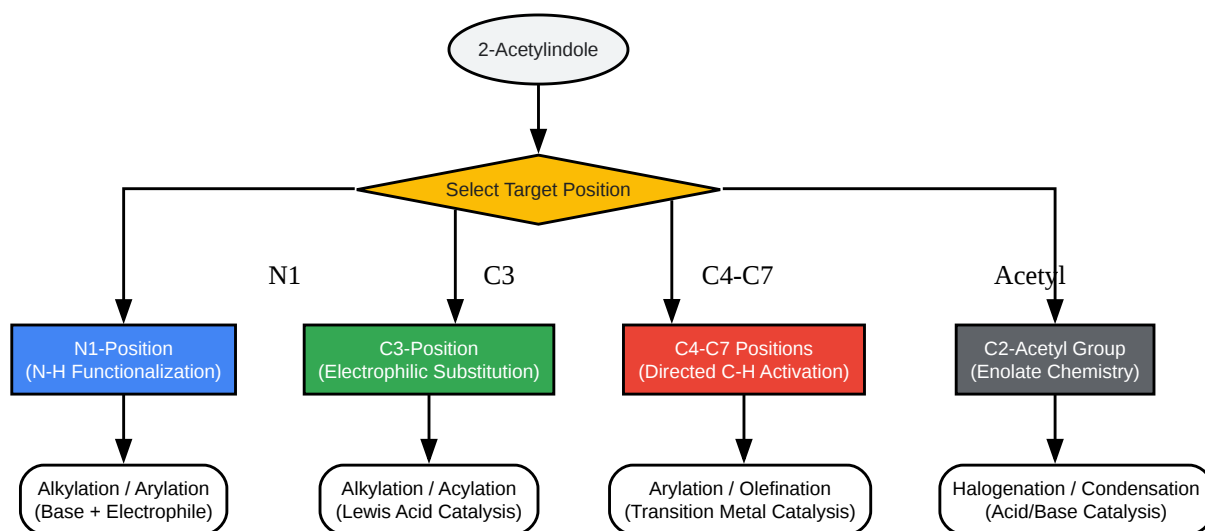 2-Acetylindole
Select Target Position
N1
C3
C4-C7
Acetyl
N1-Position
(N-H Functionalization)
C3-Position
(Electrophilic Substitution)
C4-C7 Positions
(Directed C-H Activation)
C2-Acetyl Group
(Enolate Chemistry)
Alkylation / Arylation
(Base + Electrophile)
Alkylation / Acylation
(Lewis Acid Catalysis)
Arylation / Olefination
(Transition Metal Catalysis)
Halogenation / Condensation
(Acid/Base Catalysis)